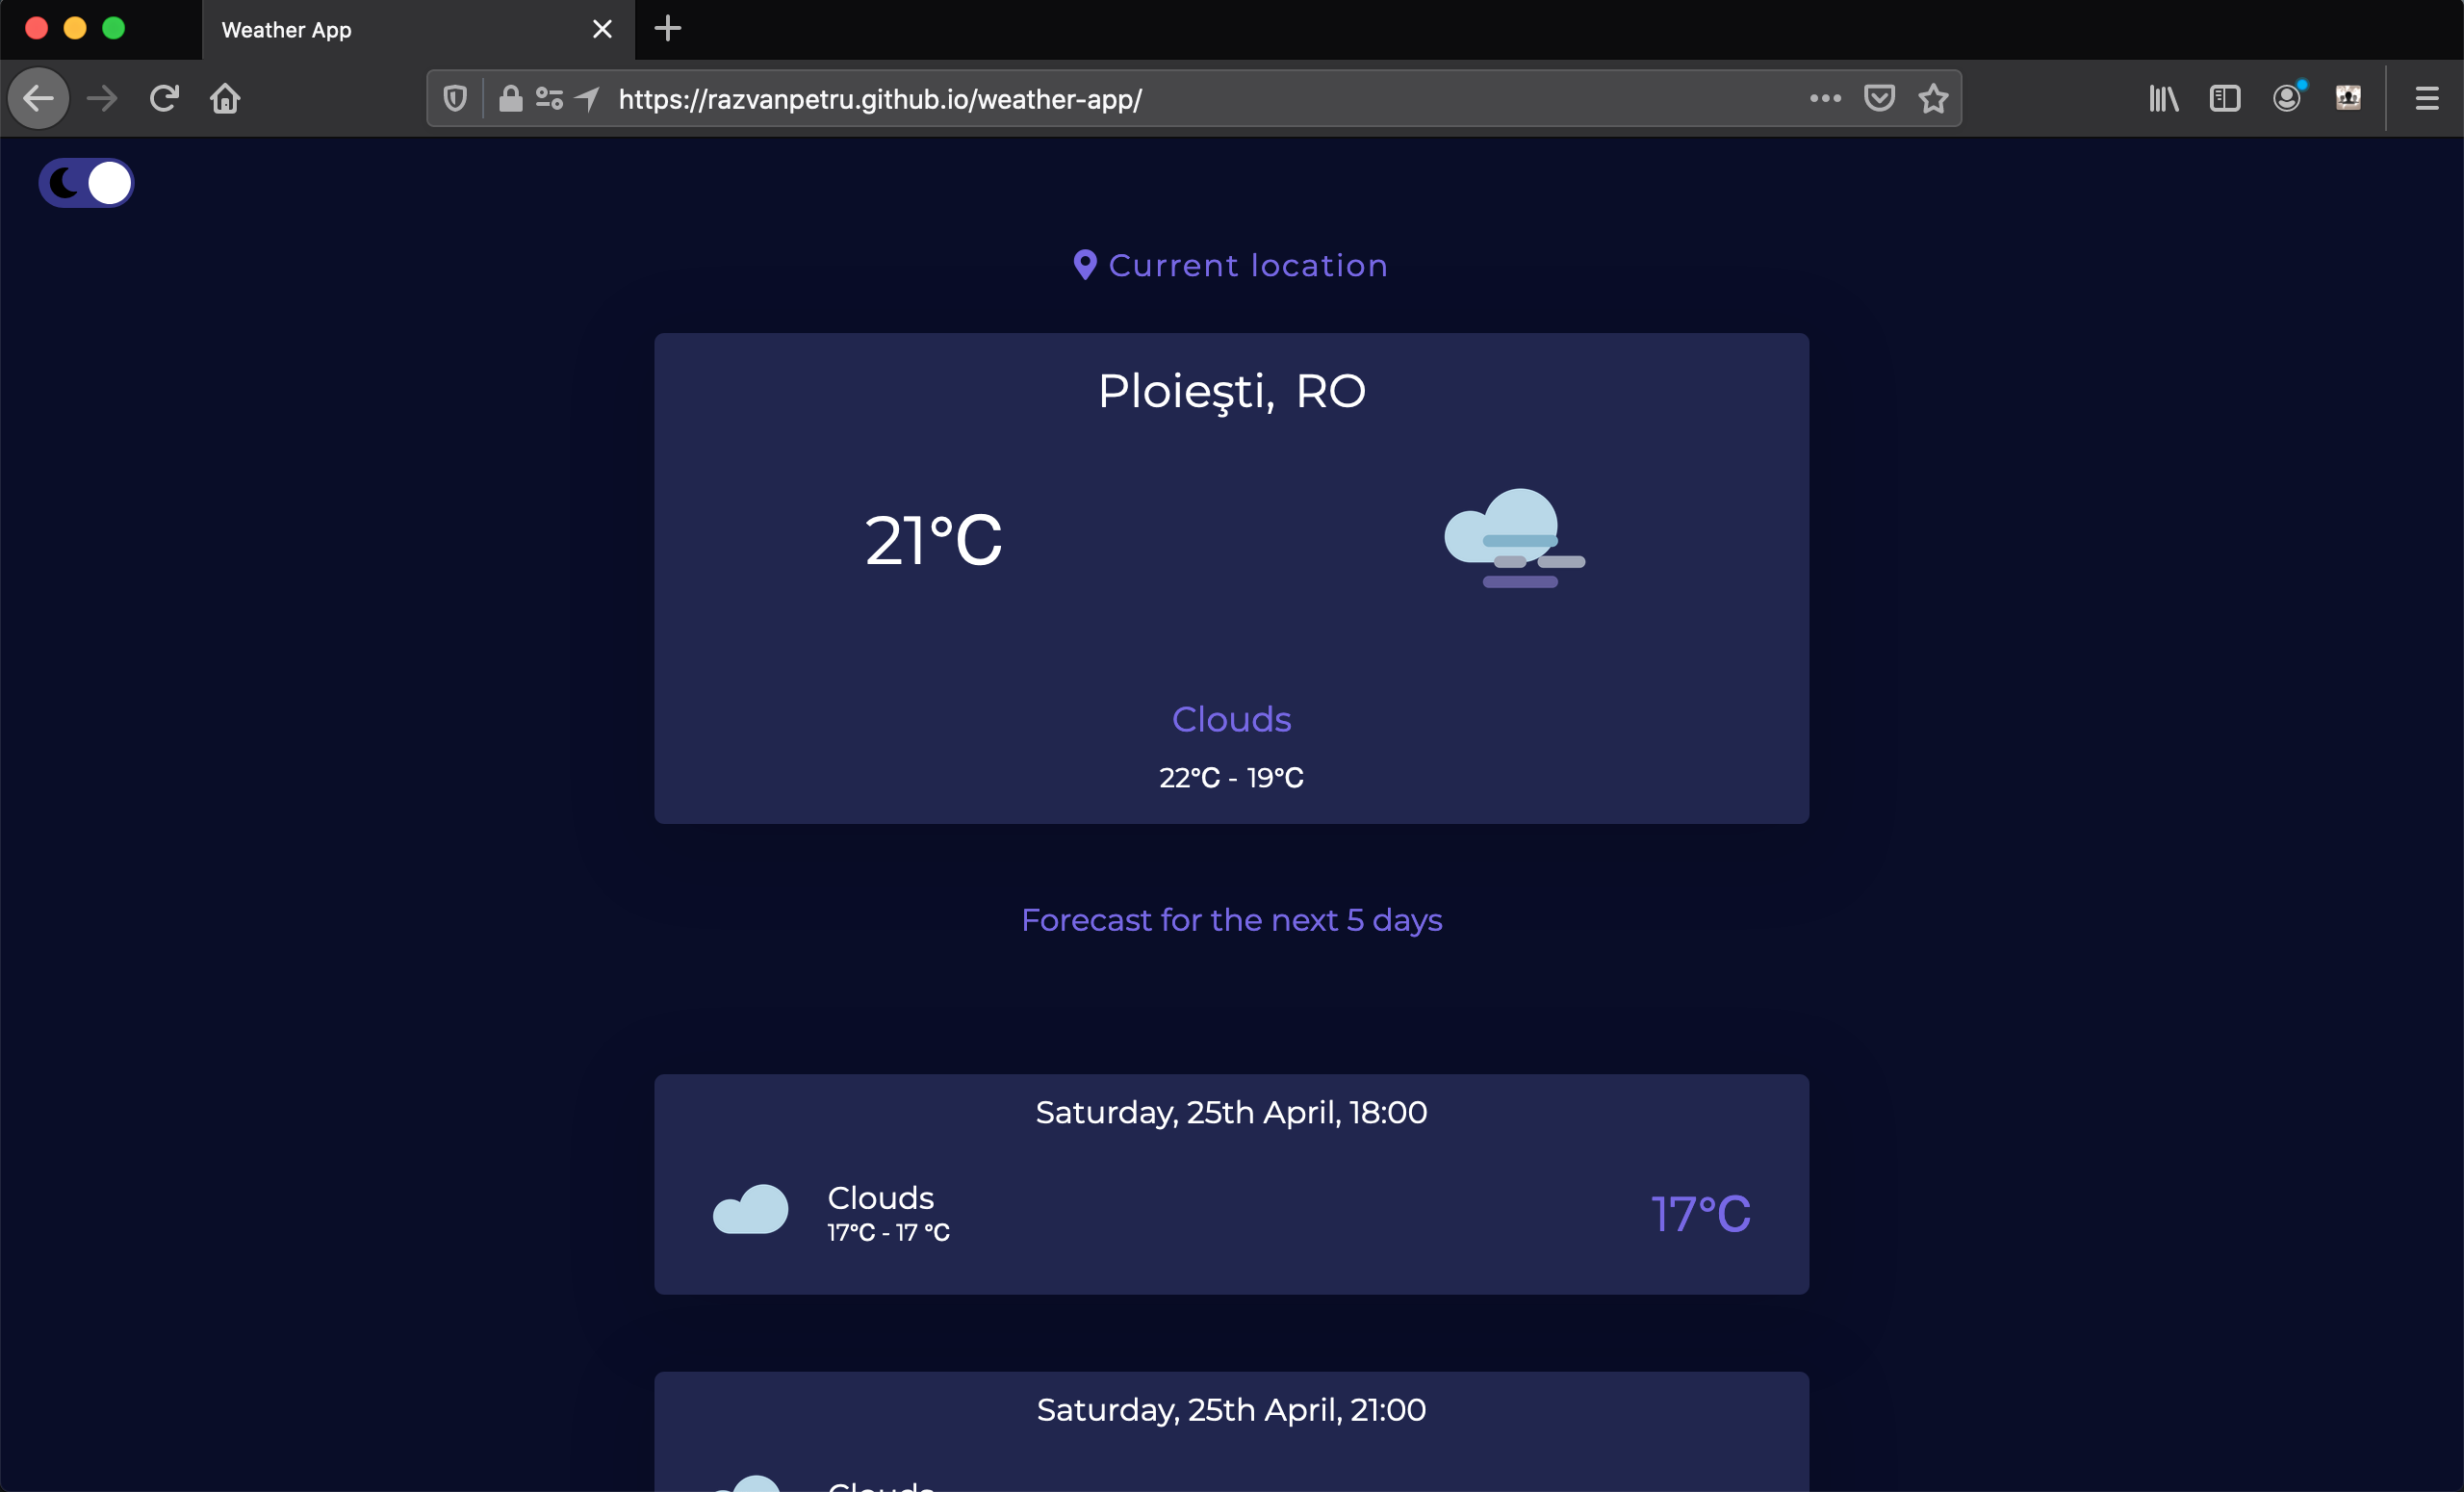 Weather App
https://razvanpetru.github.io/weather-app/
Current location
Ploieşti, RO
21°C
Clouds
22°C - 19°C
Forecast for the next 5 days
Saturday, 25th April, 18:00
Clouds
17°C - 17 °C
17°C
Saturday, 25th April, 21:00
Clouds